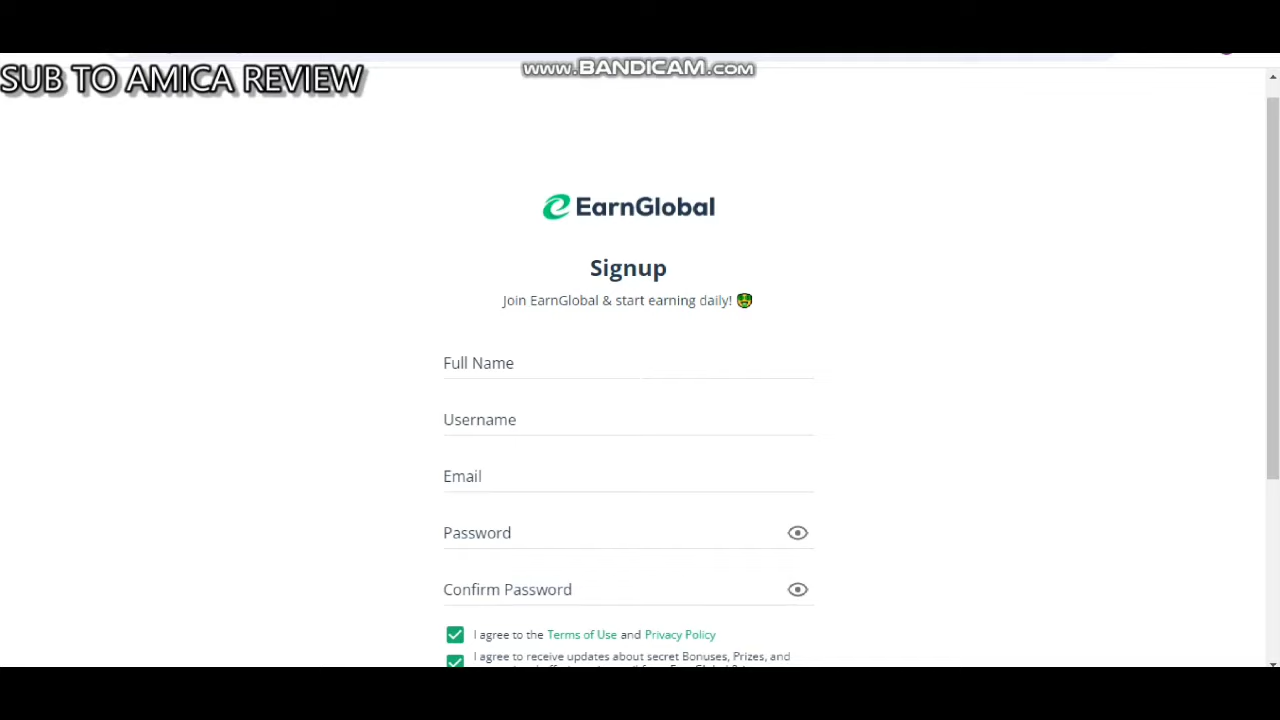 SUB TO AMICA REVIEW
www.BANDICAM.com
EarnGlobal
Signup
Join EarnGlobal & start earning daily!
Full Name
Username
Email
Password
Confirm Password
I agree to the Terms of Use and Privacy Policy
I agree to receive updates about secret Bonuses, Prizes, and